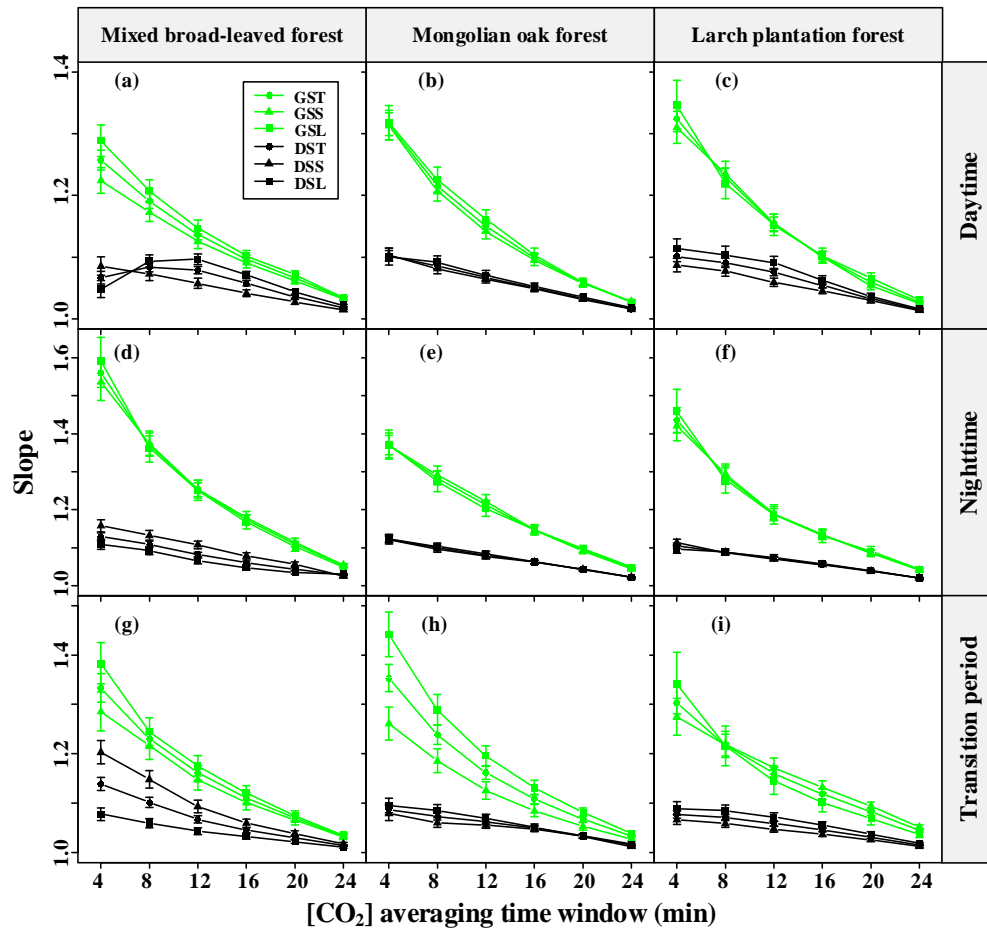 Mixed broad-leaved forest
Mongolian oak forest
Larch plantation forest
(a)
(b)
(c)
GST
GSS
GSL
DST
DSS
DSL
1.4
1.2
1.0
Daytime
(d)
(e)
(f)
1.6
1.4
1.2
1.0
Slope
Nighttime
(g)
(h)
(i)
1.4
1.2
1.0
Transition period
4 8 12 16 20 24 4 8 12 16 20 24 4 8 12 16 20 24
[CO₂] averaging time window (min)